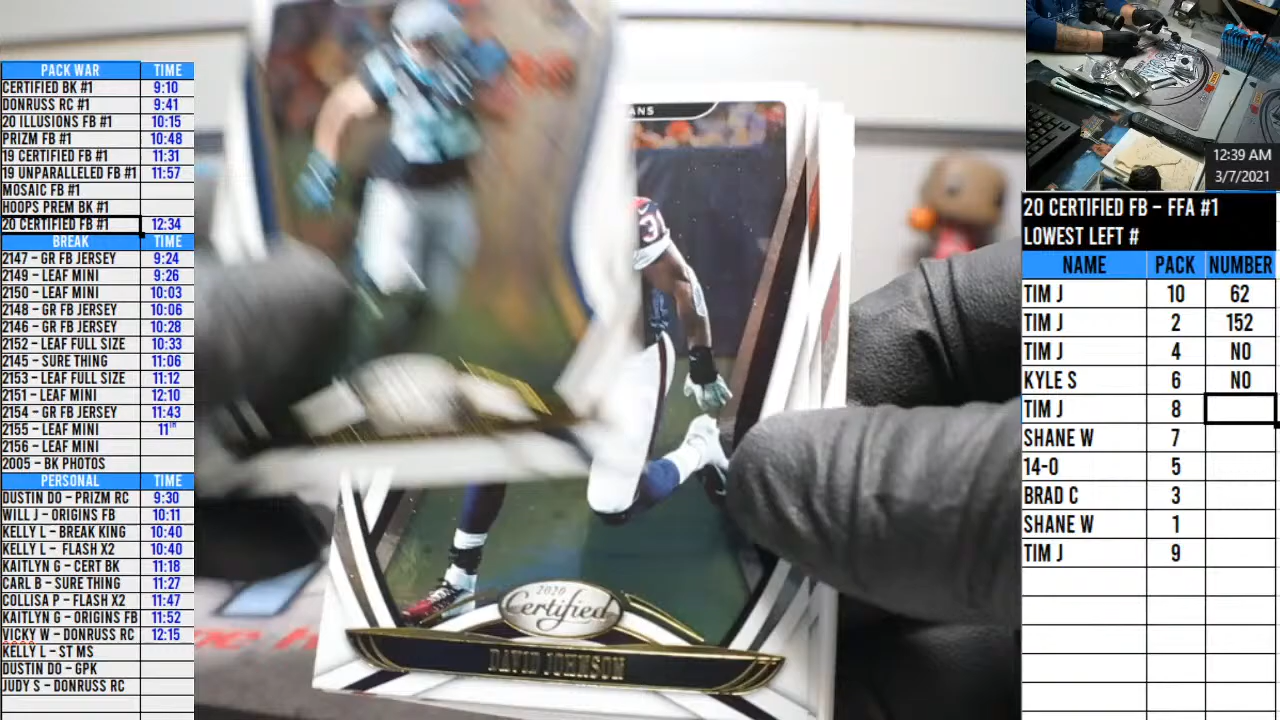 PACK WAR TIME
CERTIFIED BK #1 9:10
DONRUSS RC #1 9:41
20 ILLUSIONS FB #1 10:15
PRIZM FB #1 10:48
19 CERTIFIED FB #1 11:31
19 UNPARALLELED FB #1 11:57
MOSAIC FB #1
HOOPS PREM BK #1
20 CERTIFIED FB #1 12:34
BREAK TIME
2147 – GR FB JERSEY 9:24
2149 – LEAF MINI 9:26
2150 – LEAF MINI 10:03
2148 – GR FB JERSEY 10:06
2146 – GR FB JERSEY 10:28
2152 – LEAF FULL SIZE 10:33
2145 – SURE THING 11:06
2153 – LEAF FULL SIZE 11:12
2151 – LEAF MINI 12:10
2154 – GR FB JERSEY 11:43
2155 – LEAF MINI 11TH
2156 – LEAF MINI
2005 – BK PHOTOS
PERSONAL TIME
DUSTIN DO – PRIZM RC 9:30
WILL J – ORIGINS FB 10:11
KELLY L – BREAK KING 10:40
KELLY L – FLASH X2 10:40
KAITLYN G – CERT BK 11:18
CARL B – SURE THING 11:27
COLLISA P – FLASH X2 11:47
KAITLYN G – ORIGINS FB 11:52
VICKY W – DONRUSS RC 12:15
KELLY L – ST MS
DUSTIN DO – GPK
JUDY S – DONRUSS RC
ANS
31
2020
Certified
DAVID JOHNSON
12:39 AM
3/7/2021
20 CERTIFIED FB – FFA #1
LOWEST LEFT #
NAME PACK NUMBER
TIM J 10 62
TIM J 2 152
TIM J 4 NO
KYLE S 6 NO
TIM J 8
SHANE W 7
14-0 5
BRAD C 3
SHANE W 1
TIM J 9